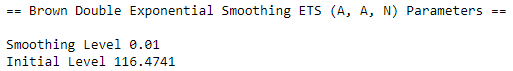 == Brown Double Exponential Smoothing ETS (A, A, N) Parameters ==
Smoothing Level 0.01
Initial Level 116.4741